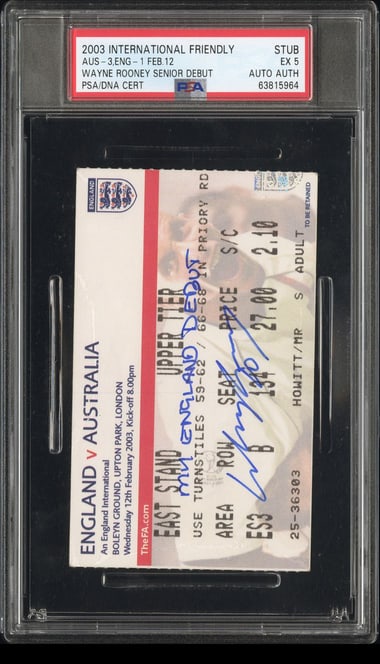 2003 INTERNATIONAL FRIENDLY STUB
AUS-3,ENG-1 FEB.12 EX 5
WAYNE ROONEY SENIOR DEBUT AUTO AUTH
PSA/DNA CERT PSA 63815964
ENGLAND
ENGLAND v AUSTRALIA
An England International
BOLEYN GROUND, UPTON PARK, LONDON
Wednesday 12th February 2003, Kick-off 8.00pm
TheFA.com
EAST STAND UPPER TIER
MY ENGLAND DEBUT
USE TURNSTILES 59-62 / 66-68 IN PRIORY RD
AREA ROW SEAT PRICE S/C
ES3 B 134 27.00 2.10
25-36303 HOWITT/MR S ADULT
TO BE RETAINED